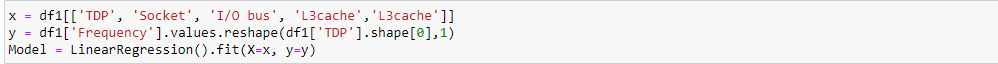 x = df1[['TDP', 'Socket', 'I/O bus', 'L3cache','L3cache']]
y = df1['Frequency'].values.reshape(df1['TDP'].shape[0],1)
Model = LinearRegression().fit(X=x, y=y)